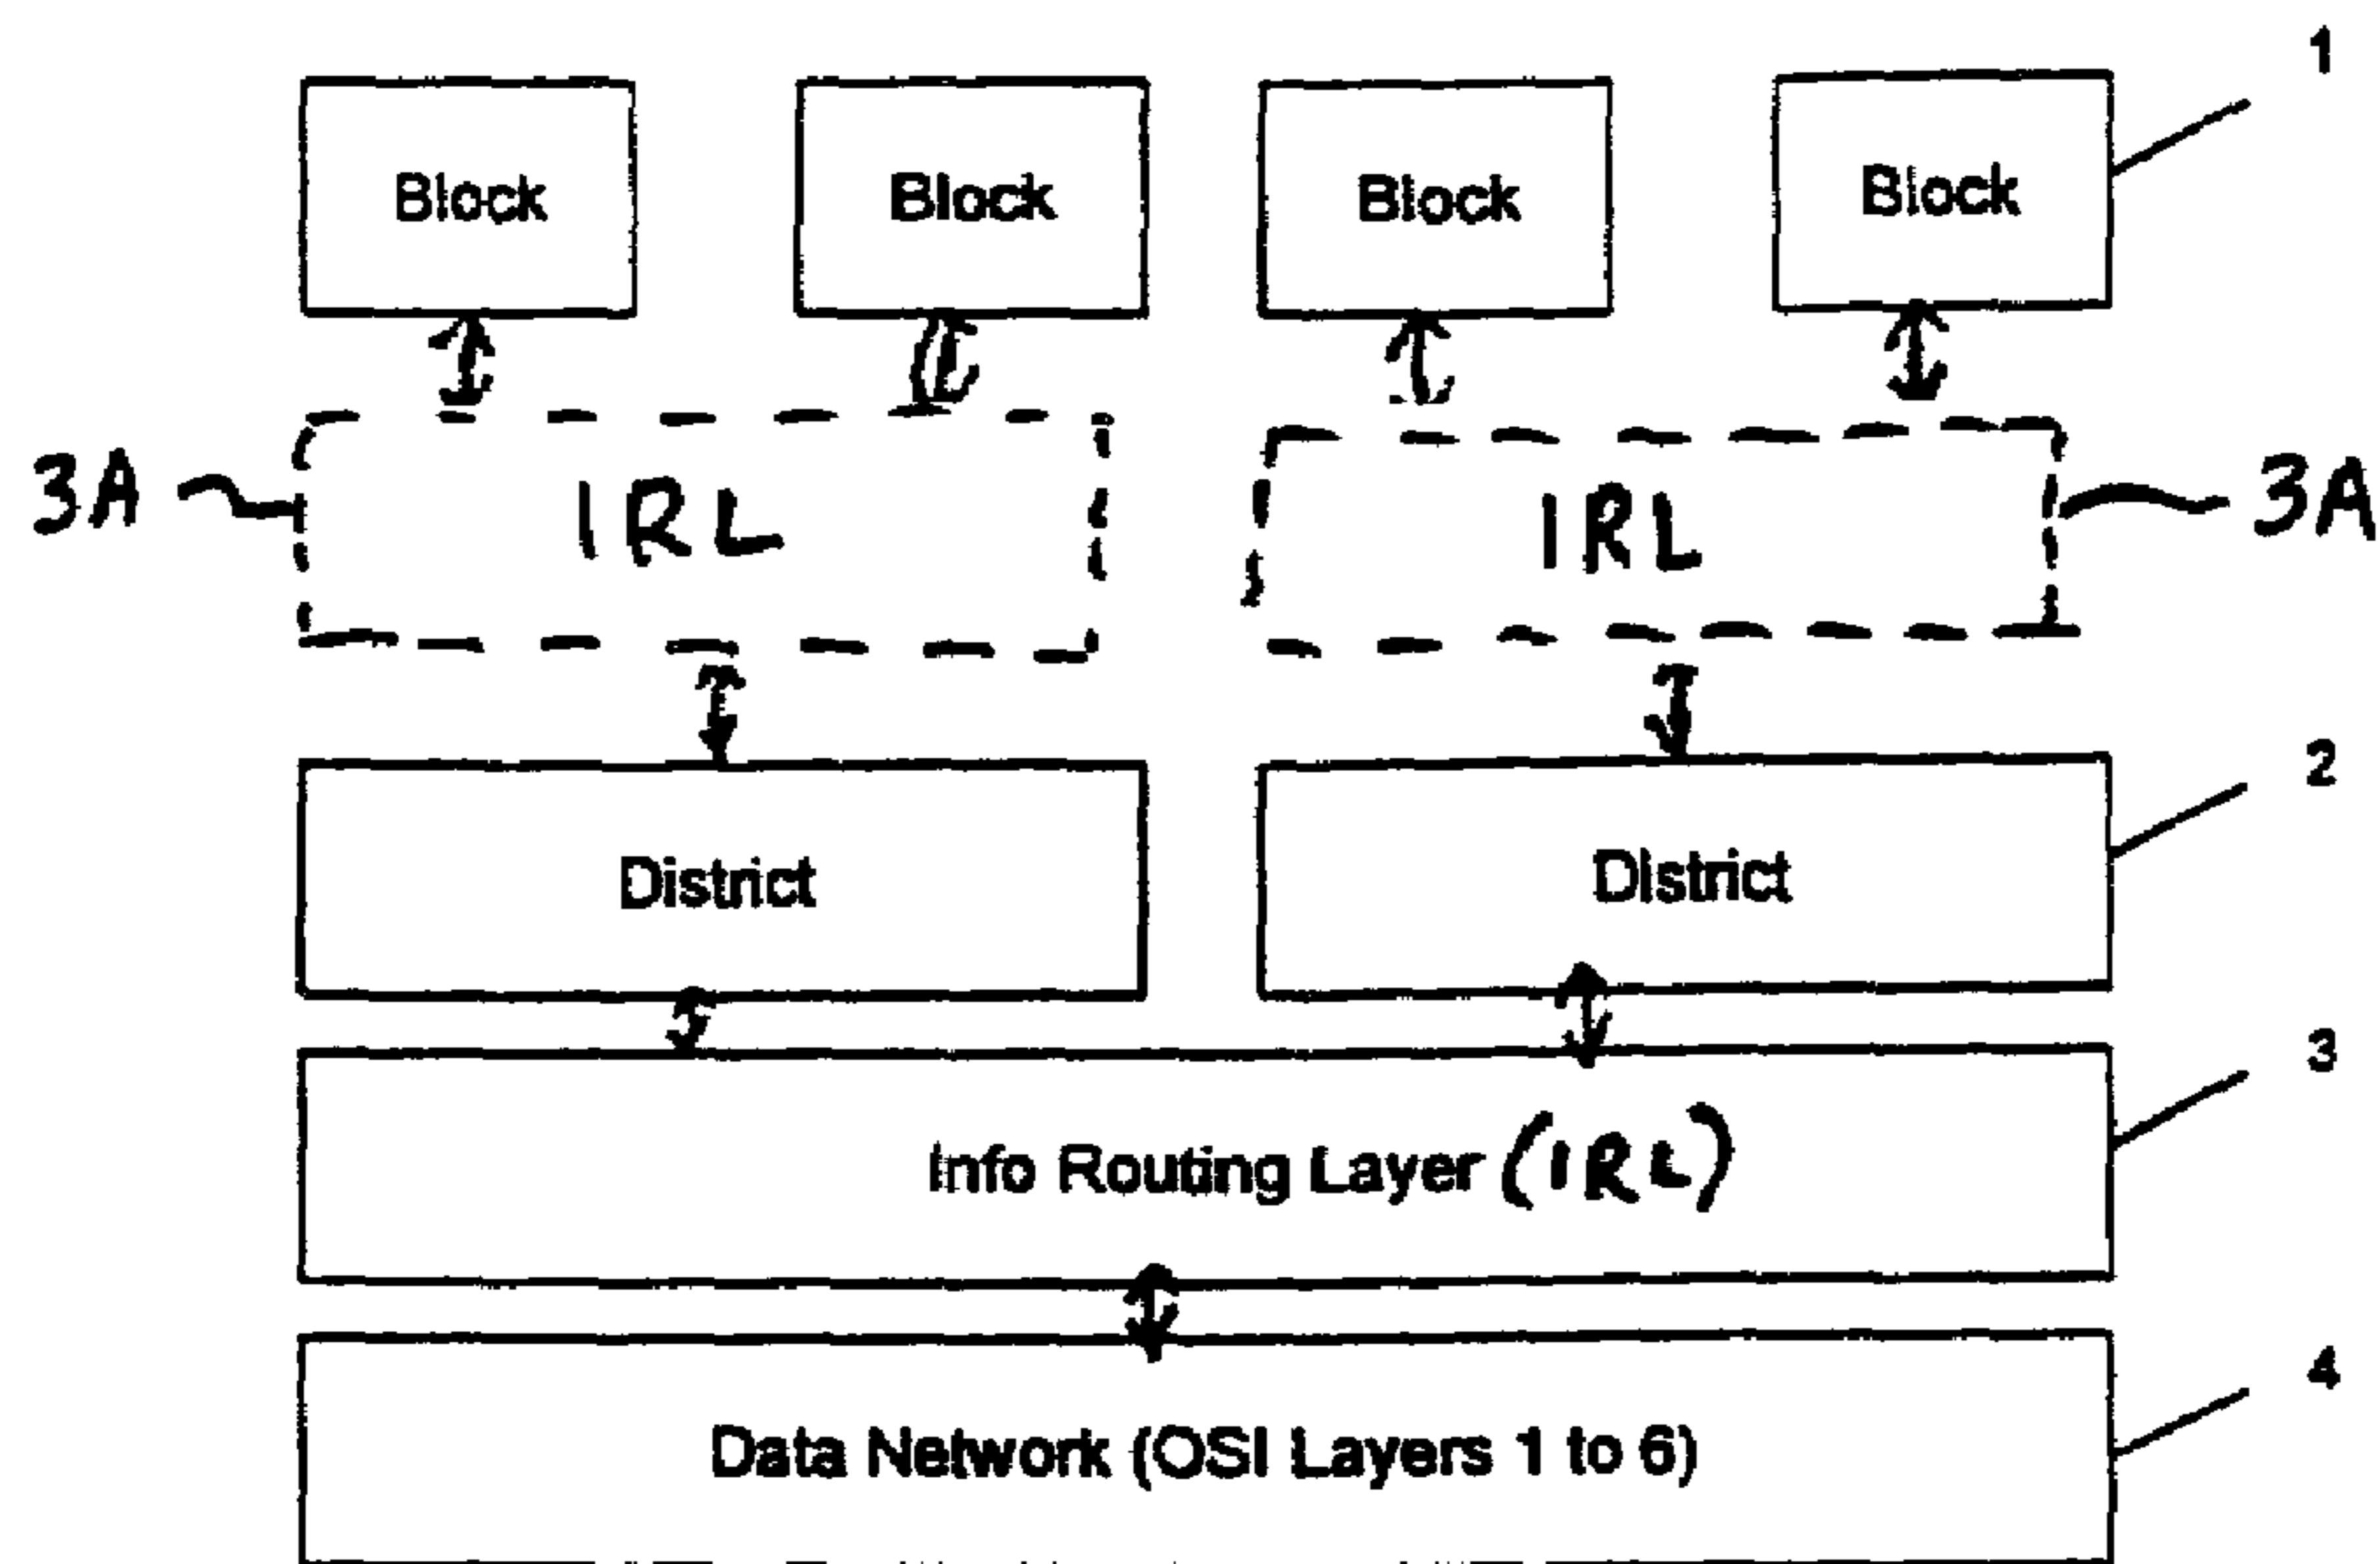 1
Block Block Block Block
3A IRL IRL 3A
2
District District
3
Info Routing Layer (IRL)
4
Data Network (OSI Layers 1 to 6)